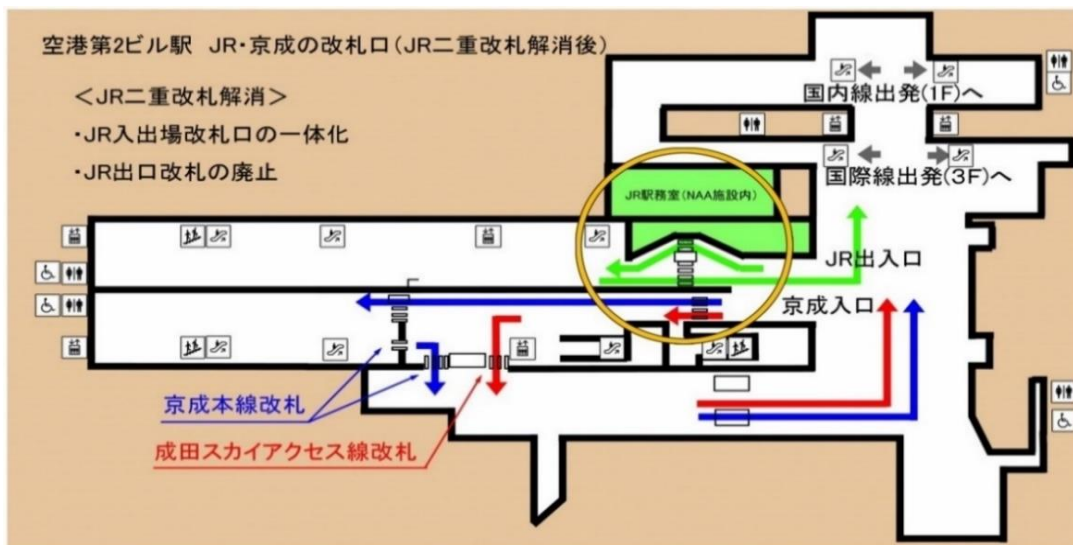 空港第2ビル駅 JR・京成の改札口(JR二重改札解消後)
<JR二重改札解消>
・JR入出場改札口の一体化
・JR出口改札の廃止
国内線出発(1F)へ
国際線出発(3F)へ
JR駅務室(NAA施設内)
JR出入口
京成入口
京成本線改札
成田スカイアクセス線改札